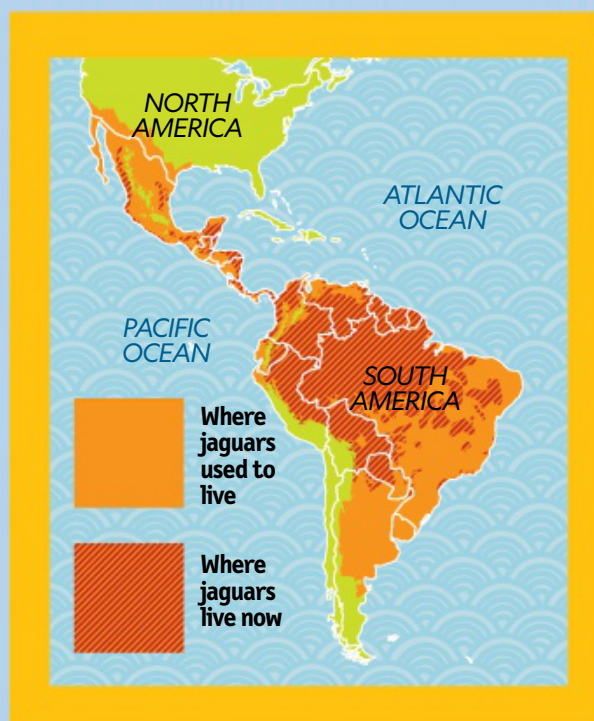 NORTH
AMERICA
ATLANTIC
OCEAN
PACIFIC
OCEAN
SOUTH
AMERICA
Where
jaguars
used to
live
Where
jaguars
live now